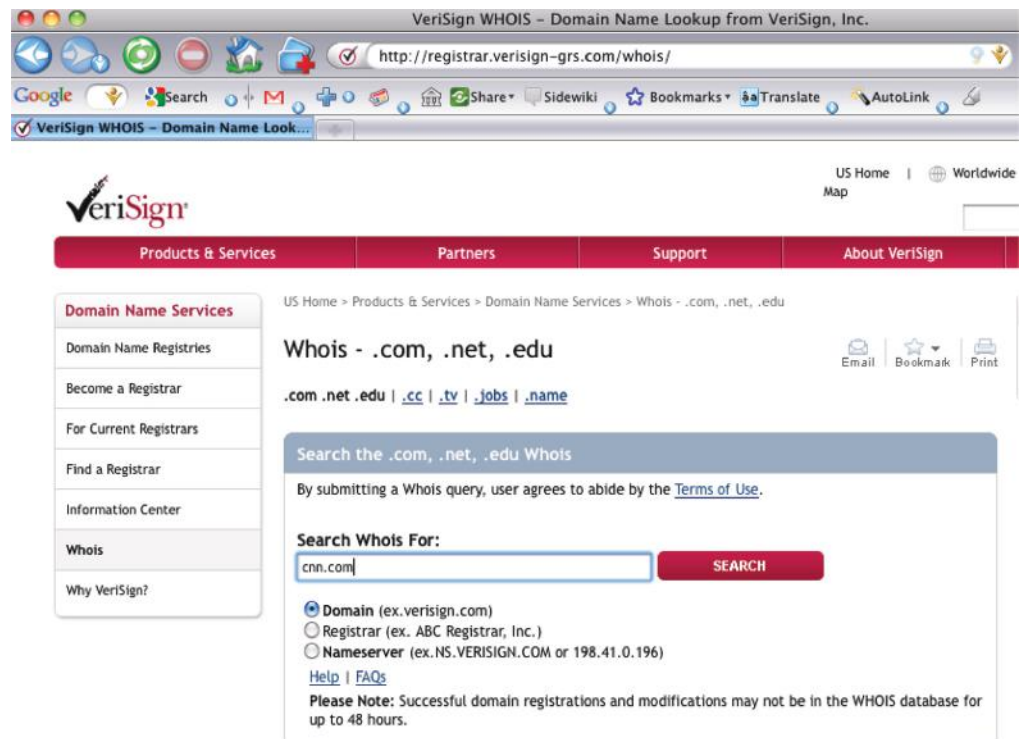 VeriSign WHOIS – Domain Name Lookup from VeriSign, Inc.
http://registrar.verisign-grs.com/whois/
Google Search Share Sidewiki Bookmarks Translate AutoLink
VeriSign WHOIS – Domain Name Look...
US Home | Worldwide
Map
VeriSign
Products & Services Partners Support About VeriSign
Domain Name Services
Domain Name Registries
Become a Registrar
For Current Registrars
Find a Registrar
Information Center
Whois
Why VeriSign?
US Home > Products & Services > Domain Name Services > Whois - .com, .net, .edu
Whois - .com, .net, .edu
Email Bookmark Print
.com .net .edu | .cc | .tv | .jobs | .name
Search the .com, .net, .edu Whois
By submitting a Whois query, user agrees to abide by the Terms of Use.
Search Whois For:
cnn.com
SEARCH
Domain (ex.verisign.com)
Registrar (ex. ABC Registrar, Inc.)
Nameserver (ex.NS.VERISIGN.COM or 198.41.0.196)
Help | FAQs
Please Note: Successful domain registrations and modifications may not be in the WHOIS database for
up to 48 hours.